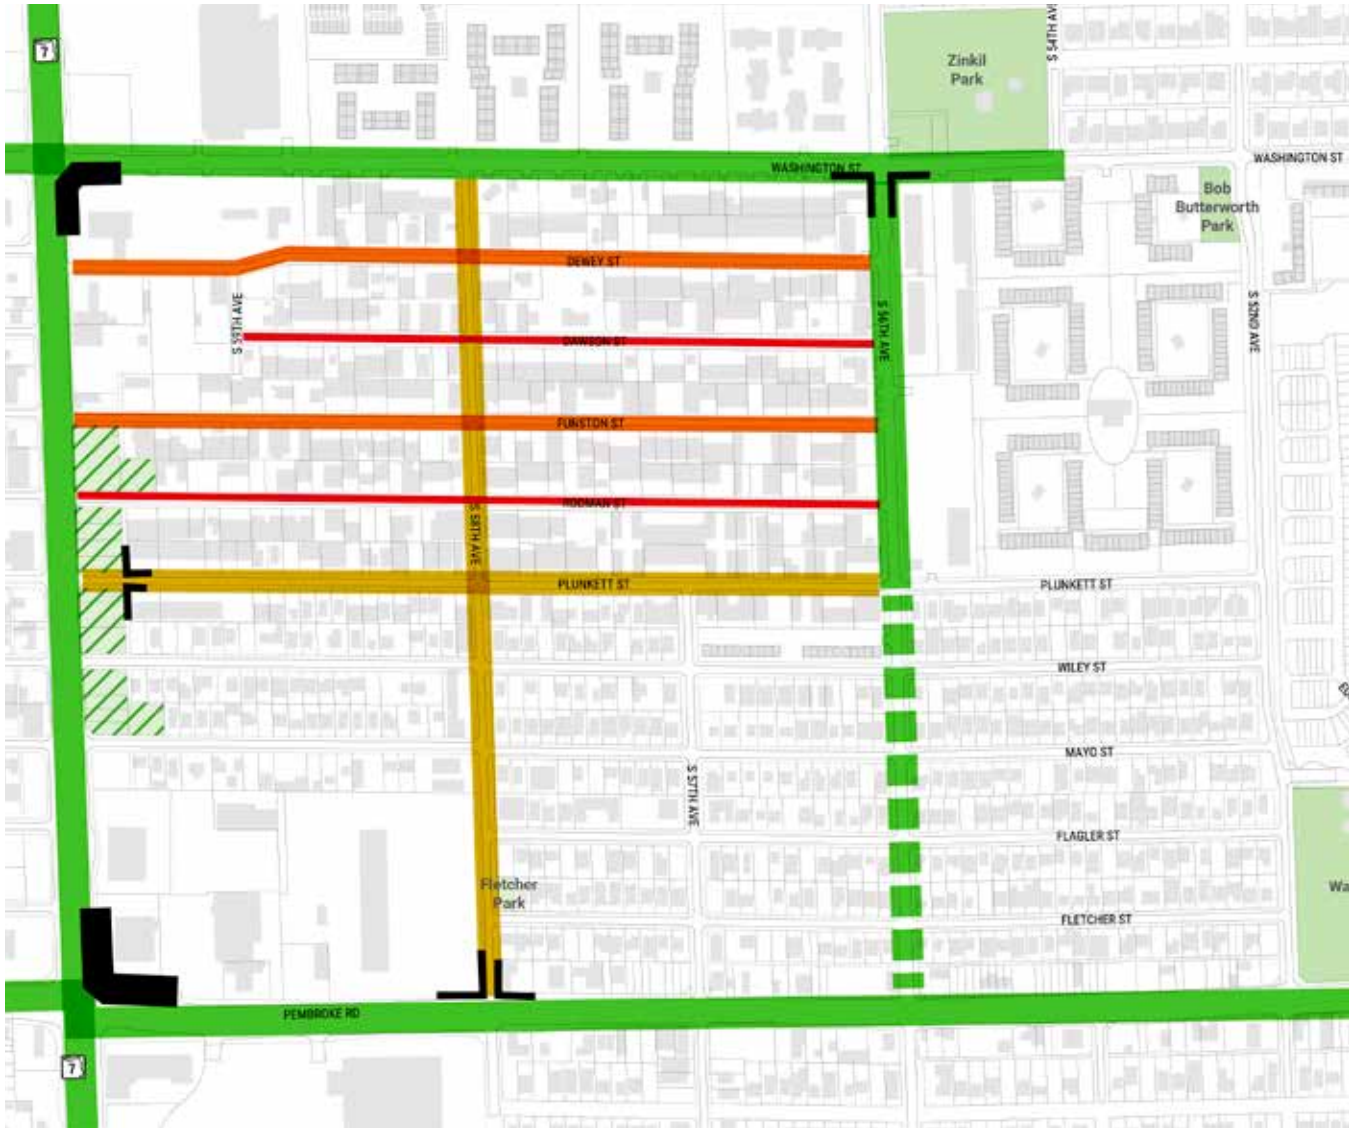 7
S 54TH AVE
Zinkil
Park
WASHINGTON ST
WASHINGTON ST
Bob
Butterworth
Park
DEWEY ST
S 59TH AVE
S 56TH AVE
S 52ND AVE
DAWSON ST
FUNSTON ST
RODMAN ST
S 58TH AVE
PLUNKETT ST
PLUNKETT ST
WILEY ST
MAYO ST
S 57TH AVE
FLAGLER ST
Fletcher
Park
Wa
FLETCHER ST
PEMBROKE RD
7